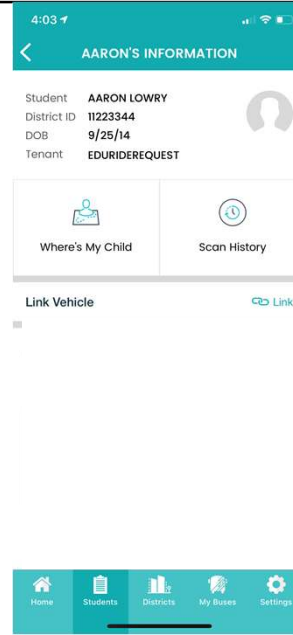 4:03
AARON'S INFORMATION
Student AARON LOWRY
District ID 11223344
DOB 9/25/14
Tenant EDURIDEREQUEST
Where's My Child Scan History
Link Vehicle Link
Home Students Districts My Buses Settings